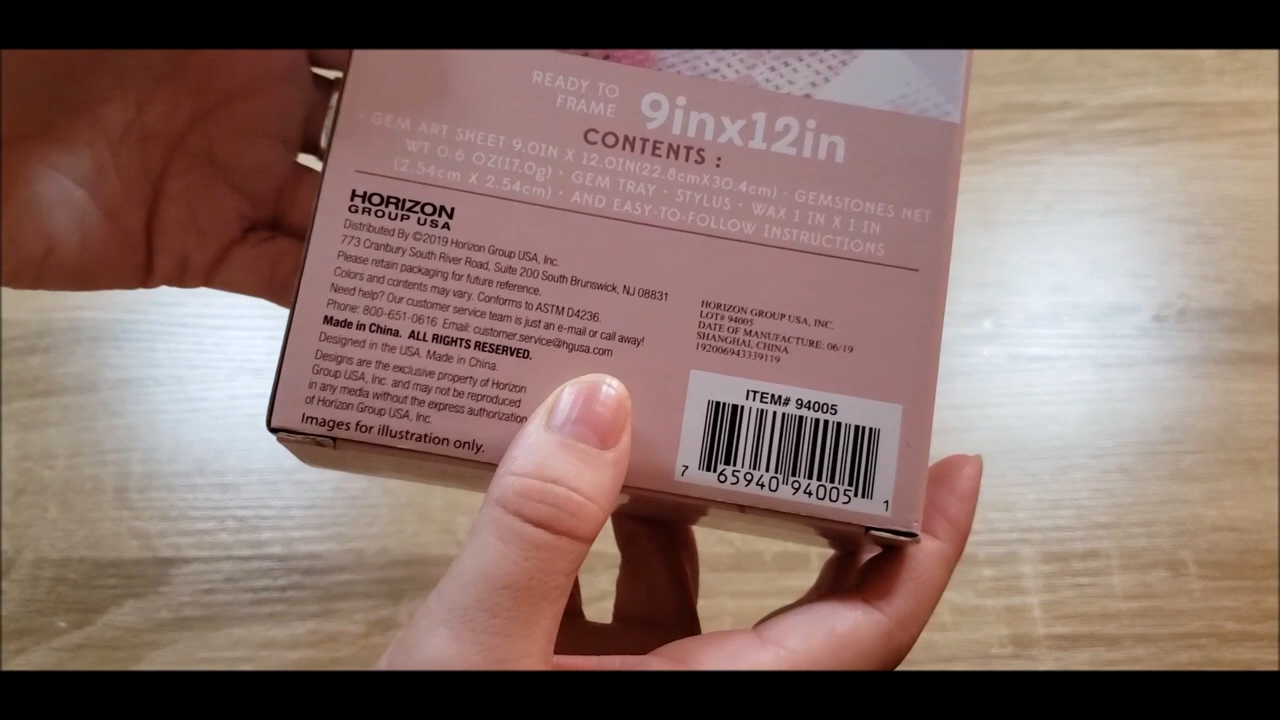 READY TO
FRAME
9inx12in
CONTENTS :
· GEM ART SHEET 9.0IN X 12.0IN(22.8cmX30.4cm) · GEMSTONES NET
WT 0.6 OZ(17.0g) · GEM TRAY · STYLUS · WAX 1 IN X 1 IN
(2.54cm X 2.54cm) · AND EASY-TO-FOLLOW INSTRUCTIONS
HORIZON
GROUP USA
Distributed By ©2019 Horizon Group USA, Inc.
773 Cranbury South River Road, Suite 200 South Brunswick, NJ 08831
Please retain packaging for future reference.
Colors and contents may vary. Conforms to ASTM D4236.
Need help? Our customer service team is just an e-mail or call away!
Phone: 800-651-0616 Email: customer.service@hgusa.com
Made in China. ALL RIGHTS RESERVED.
Designed in the USA. Made in China.
Designs are the exclusive property of Horizon
Group USA, Inc. and may not be reproduced
in any media without the express authorization
of Horizon Group USA, Inc.
Images for illustration only.
HORIZON GROUP USA, INC.
LOT# 94005
DATE OF MANUFACTURE: 06/19
SHANGHAI, CHINA
192006943339119
ITEM# 94005
7 65940 94005 1